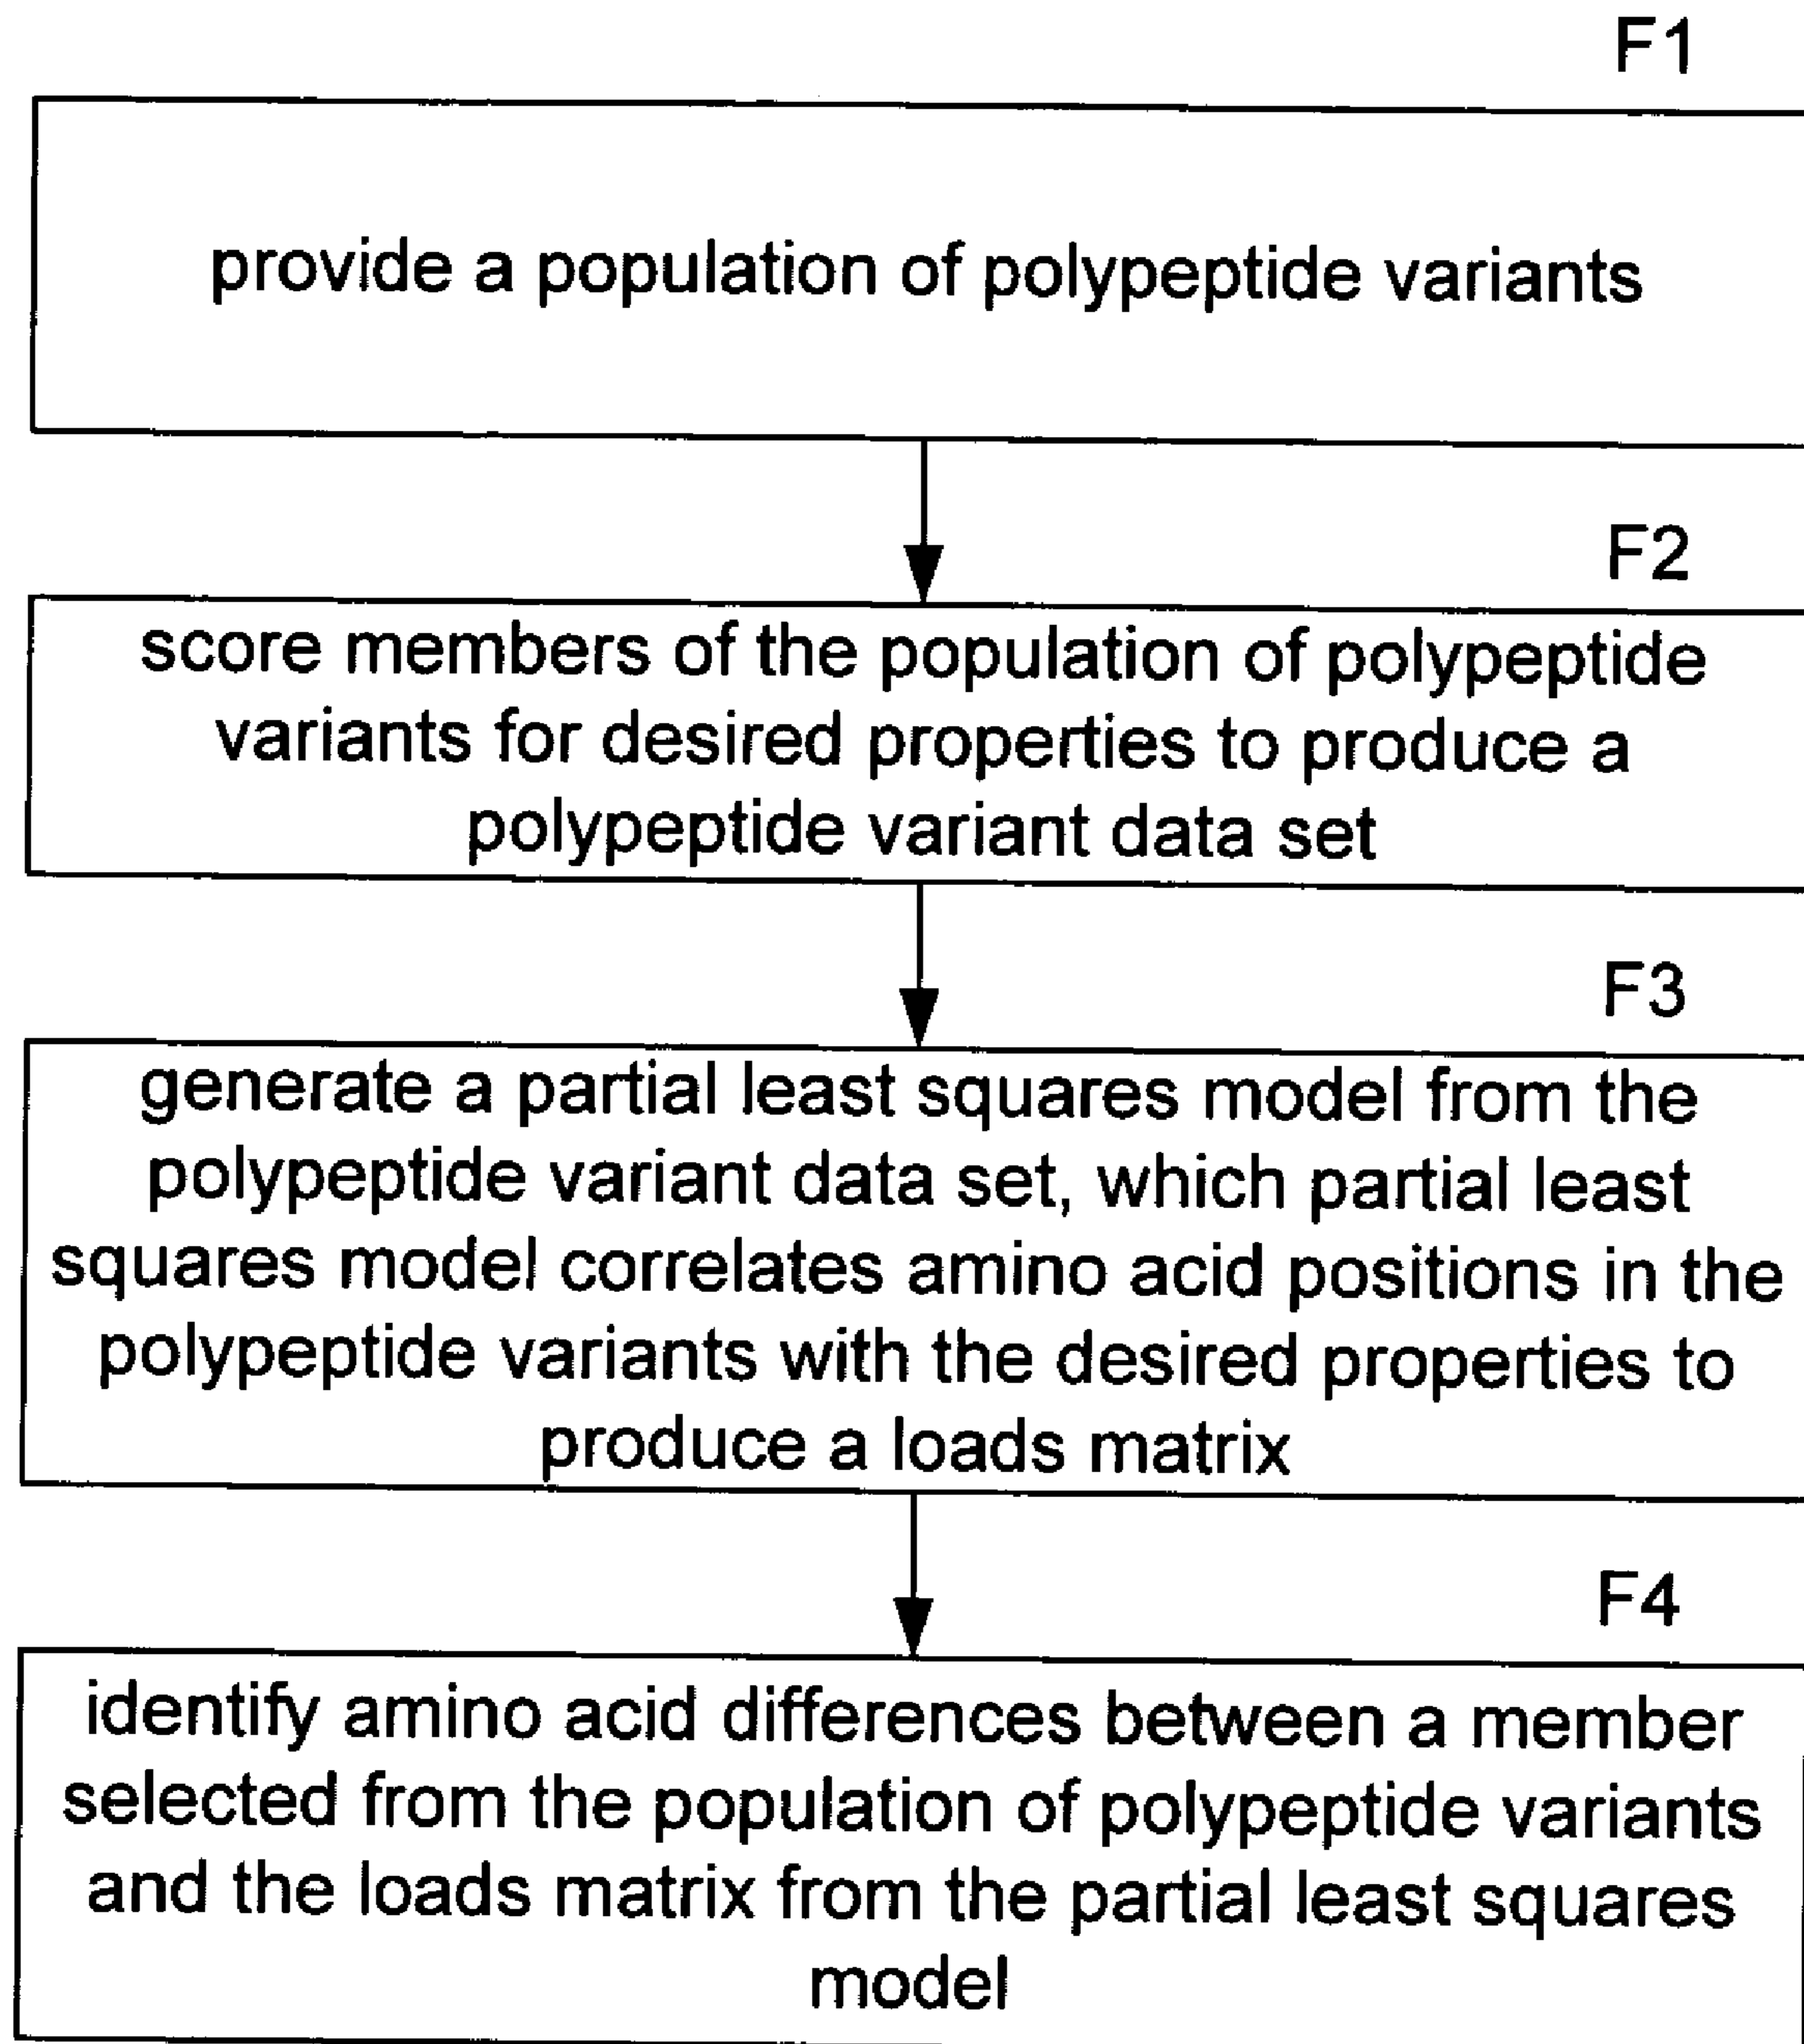 F1
provide a population of polypeptide variants
F2
score members of the population of polypeptide
variants for desired properties to produce a
polypeptide variant data set
F3
generate a partial least squares model from the
polypeptide variant data set, which partial least
squares model correlates amino acid positions in the
polypeptide variants with the desired properties to
produce a loads matrix
F4
identify amino acid differences between a member
selected from the population of polypeptide variants
and the loads matrix from the partial least squares
model